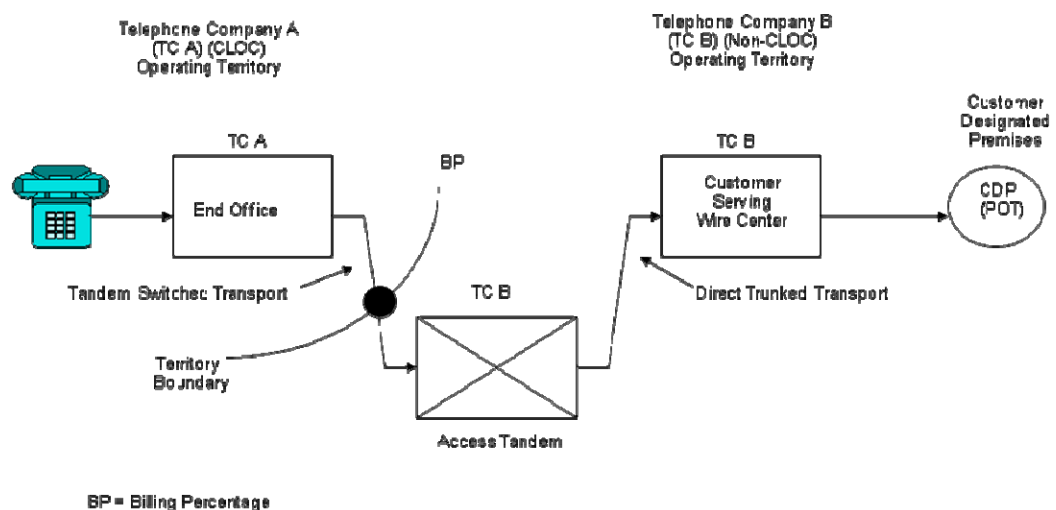 Telephone Company A
(TC A) (CLOC)
Operating Territory
Telephone Company B
(TC B) (Non-CLOC)
Operating Territory
Customer
Designated
Premises
TC A
BP
TC B
End Office
Customer
Serving
Wire Center
CDP
(POT)
Tandem Switched Transport
TC B
Direct Trunked Transport
Territory
Boundary
Access Tandem
BP = Billing Percentage